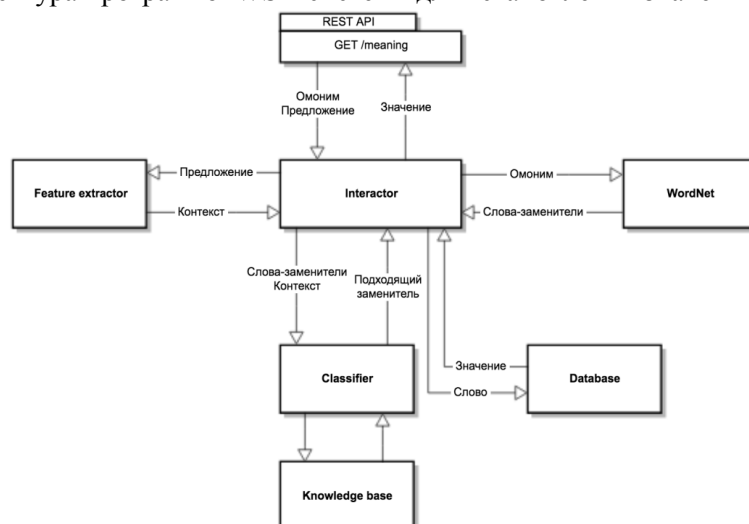 REST API
GET /meaning
Омоним
Предложение
Значение
Предложение
Омоним
Feature extractor
Interactor
WordNet
Контекст
Слова-заменители
Слова-заменители
Контекст
Подходящий
заменитель
Значение
Classifier
Database
Слово
Knowledge base